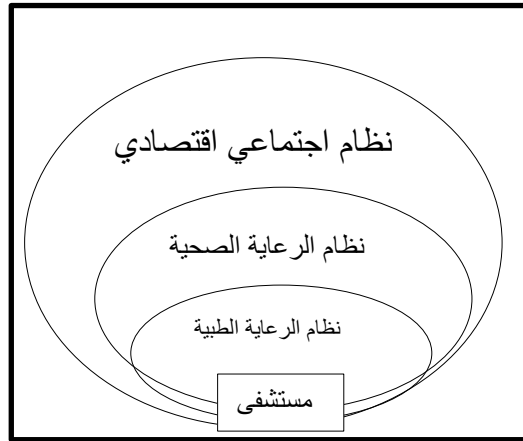 نظام اجتماعي اقتصادي
نظام الرعاية الصحية
نظام الرعاية الطبية
مستشفى